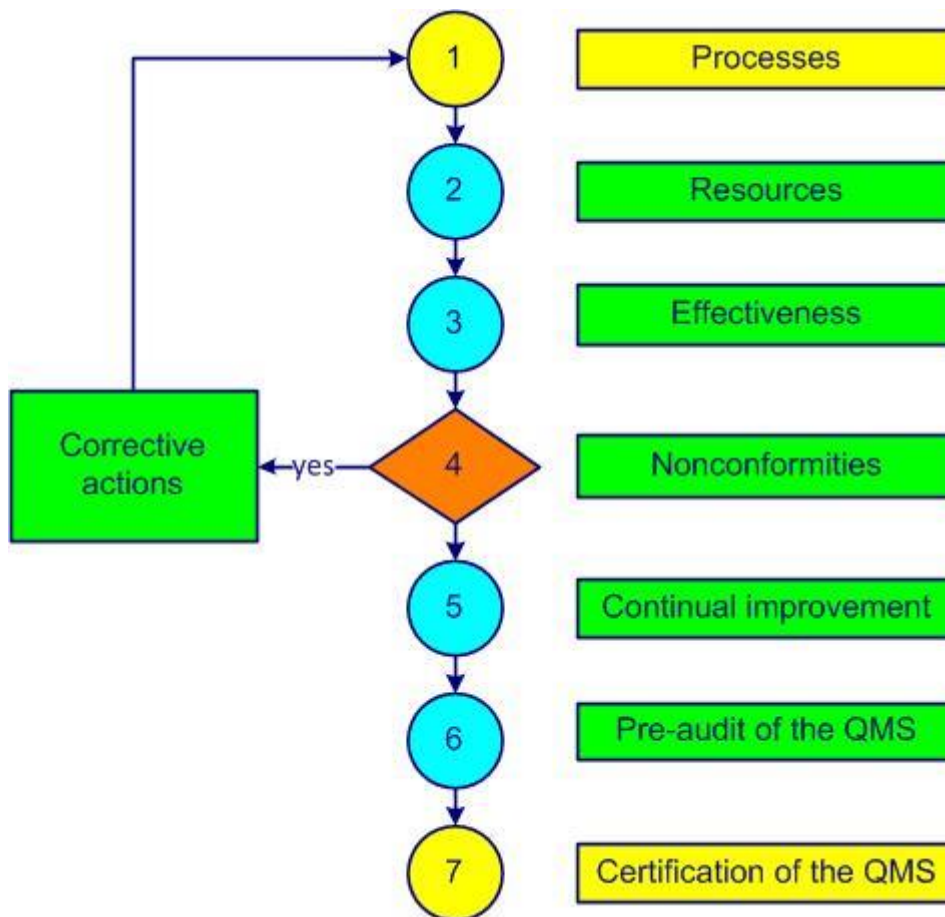 1
Processes
2
Resources
3
Effectiveness
Corrective
actions
yes
4
Nonconformities
5
Continual improvement
6
Pre-audit of the QMS
7
Certification of the QMS